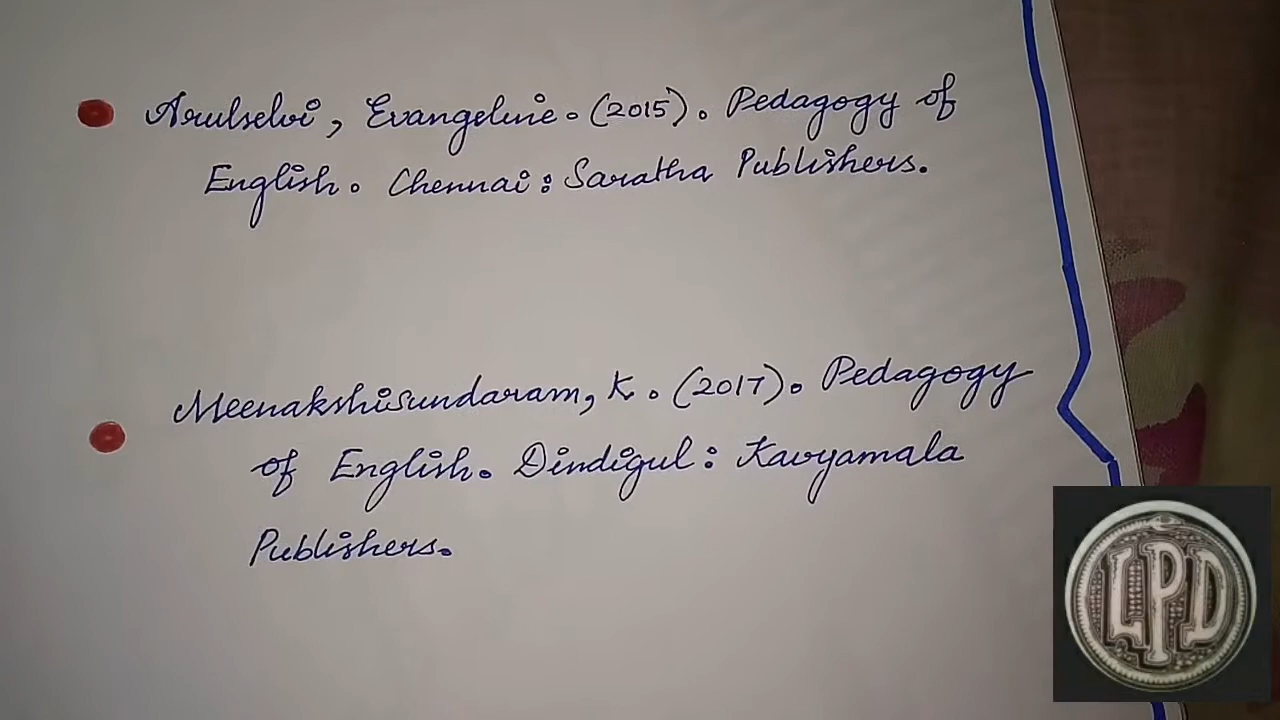 Arulselvi, Evangeline. (2015). Pedagogy of
English. Chennai: Saratha Publishers.
Meenakshisundaram, K. (2017). Pedagogy
of English. Dindigul: Kavyamala
Publishers.
LPD